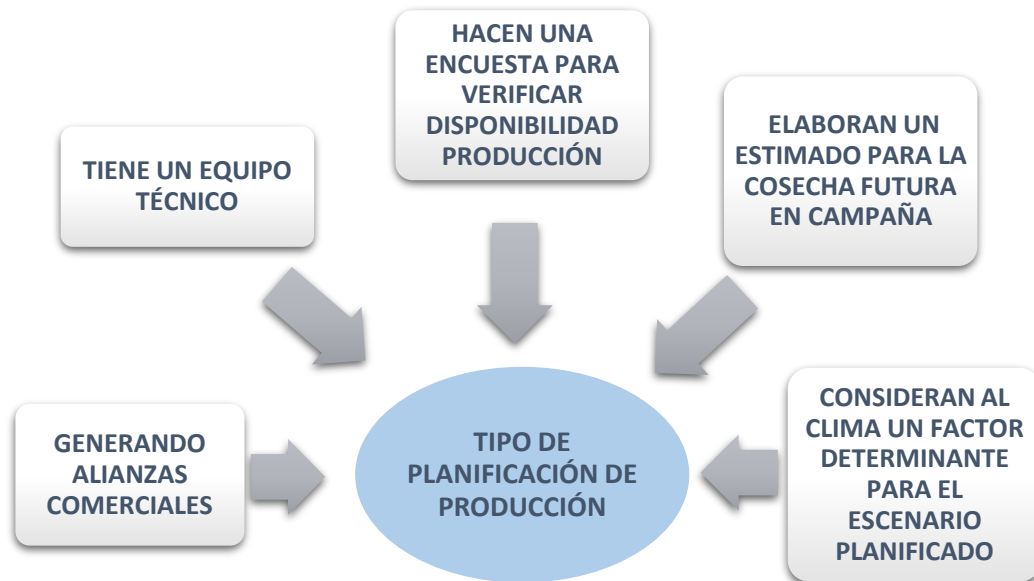 HACEN UNA
ENCUESTA PARA
VERIFICAR
DISPONIBILIDAD
PRODUCCIÓN
TIENE UN EQUIPO
TÉCNICO
ELABORAN UN
ESTIMADO PARA LA
COSECHA FUTURA
EN CAMPAÑA
GENERANDO
ALIANZAS
COMERCIALES
TIPO DE
PLANIFICACIÓN DE
PRODUCCIÓN
CONSIDERAN AL
CLIMA UN FACTOR
DETERMINANTE
PARA EL
ESCENARIO
PLANIFICADO